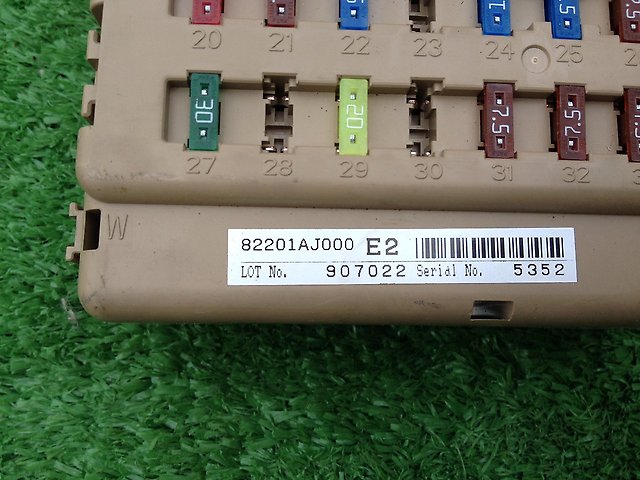 20 21 22 23 24 25
30 20 7.5 7.5
27 28 29 30 31 32
W
82201AJ000 E2
LOT No. 907022 Serial No. 5352